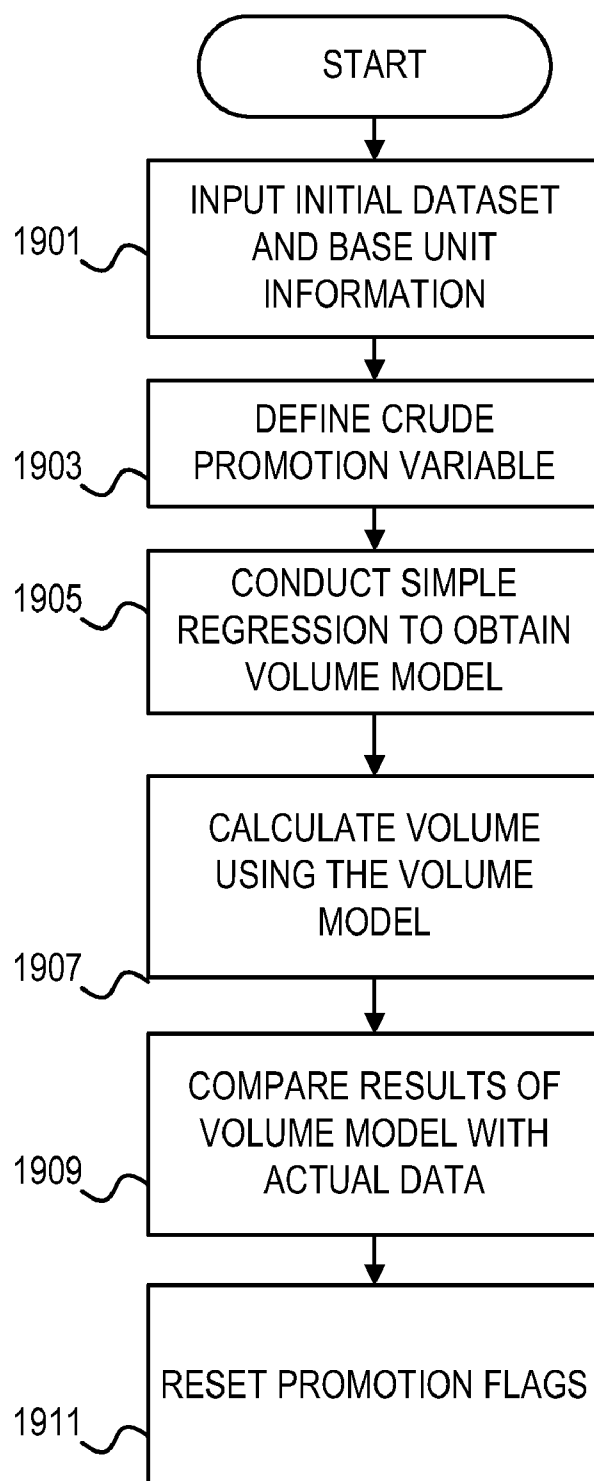 START
1901
INPUT INITIAL DATASET
AND BASE UNIT
INFORMATION
1903
DEFINE CRUDE
PROMOTION VARIABLE
1905
CONDUCT SIMPLE
REGRESSION TO OBTAIN
VOLUME MODEL
1907
CALCULATE VOLUME
USING THE VOLUME
MODEL
1909
COMPARE RESULTS OF
VOLUME MODEL WITH
ACTUAL DATA
1911
RESET PROMOTION FLAGS